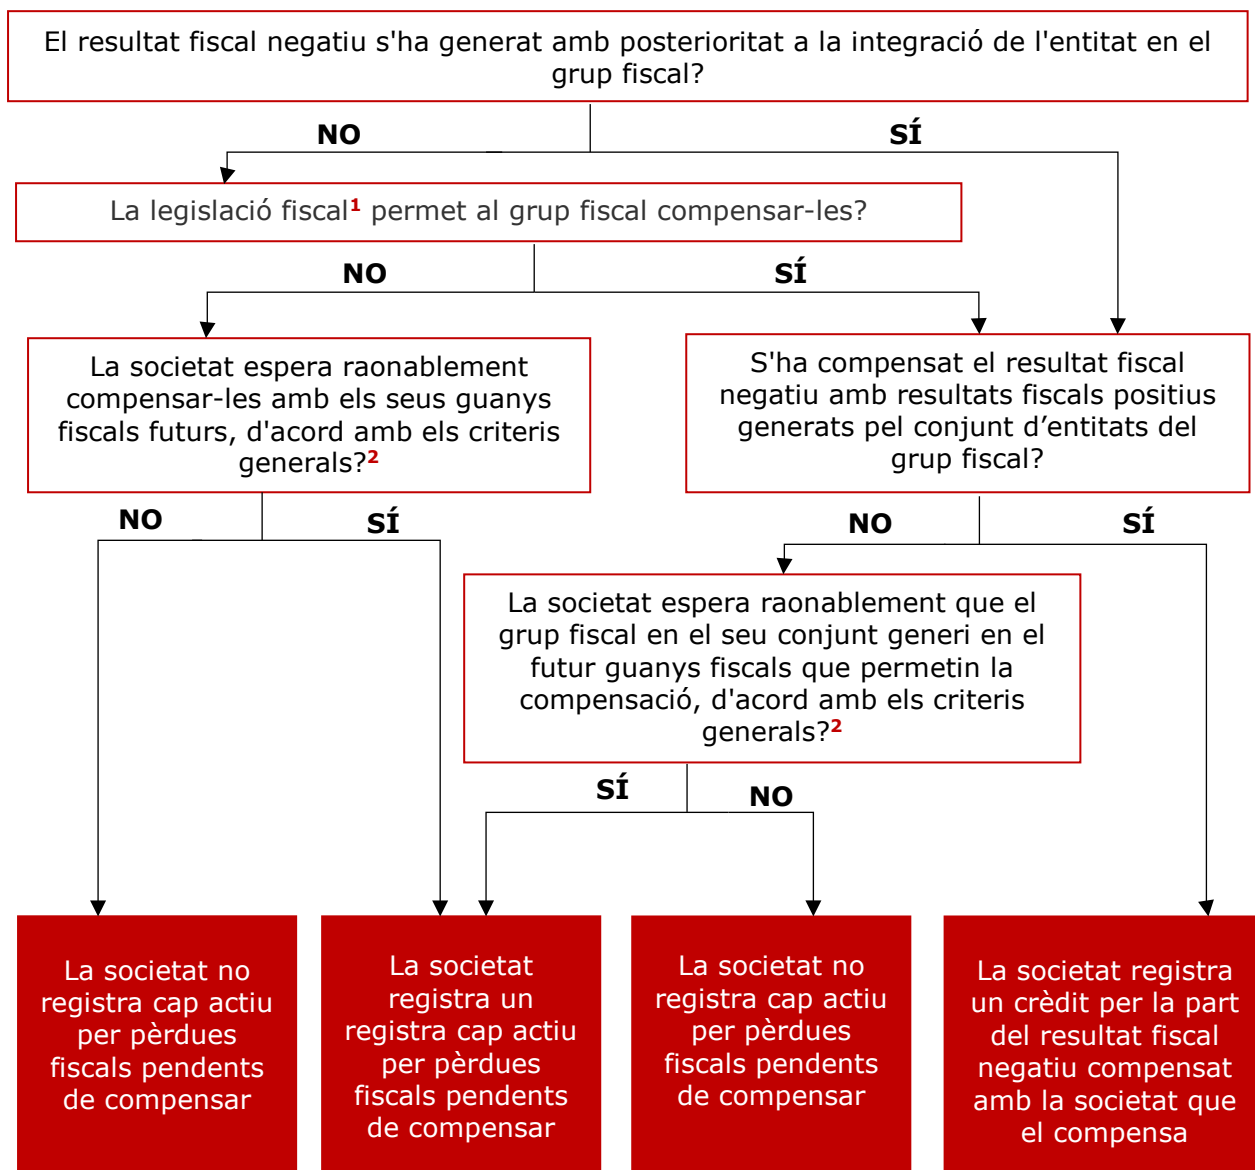 El resultat fiscal negatiu s'ha generat amb posterioritat a la integració de l'entitat en el
grup fiscal?
NO
SÍ
La legislació fiscal1 permet al grup fiscal compensar-les?
NO
SÍ
La societat espera raonablement
compensar-les amb els seus guanys
fiscals futurs, d'acord amb els criteris
generals?2
S'ha compensat el resultat fiscal
negatiu amb resultats fiscals positius
generats pel conjunt d’entitats del
grup fiscal?
NO
SÍ
NO
SÍ
La societat espera raonablement que el
grup fiscal en el seu conjunt generi en el
futur guanys fiscals que permetin la
compensació, d'acord amb els criteris
generals?2
SÍ
NO
La societat no
registra cap actiu
per pèrdues
fiscals pendents
de compensar
La societat
registra un
registra cap actiu
per pèrdues
fiscals pendents
de compensar
La societat no
registra cap actiu
per pèrdues
fiscals pendents
de compensar
La societat registra
un crèdit per la part
del resultat fiscal
negatiu compensat
amb la societat que
el compensa